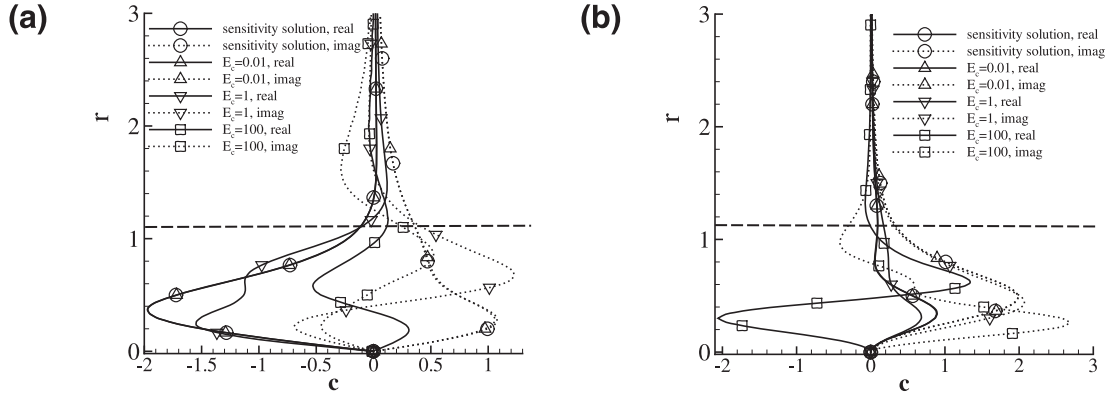 (a)
3
2
1
0
r
sensitivity solution, real
sensitivity solution, imag
E_c=0.01, real
E_c=0.01, imag
E_c=1, real
E_c=1, imag
E_c=100, real
E_c=100, imag
-2 -1.5 -1 -0.5 0 0.5 1
c
(b)
3
2
1
0
r
sensitivity solution, real
sensitivity solution, imag
E_c=0.01, real
E_c=0.01, imag
E_c=1, real
E_c=1, imag
E_c=100, real
E_c=100, imag
-2 -1 0 1 2 3
c